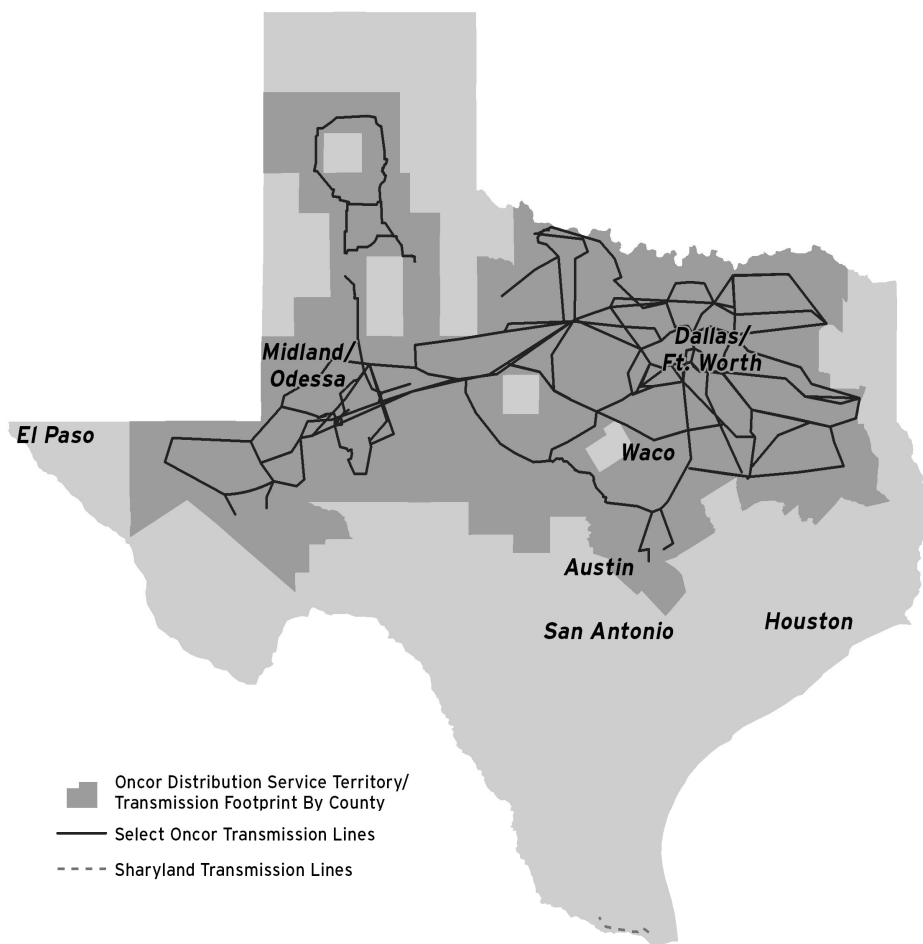 Dallas/
Ft. Worth
Midland/
Odessa
El Paso
Waco
Austin
San Antonio
Houston
Oncor Distribution Service Territory/
Transmission Footprint By County
Select Oncor Transmission Lines
Sharyland Transmission Lines